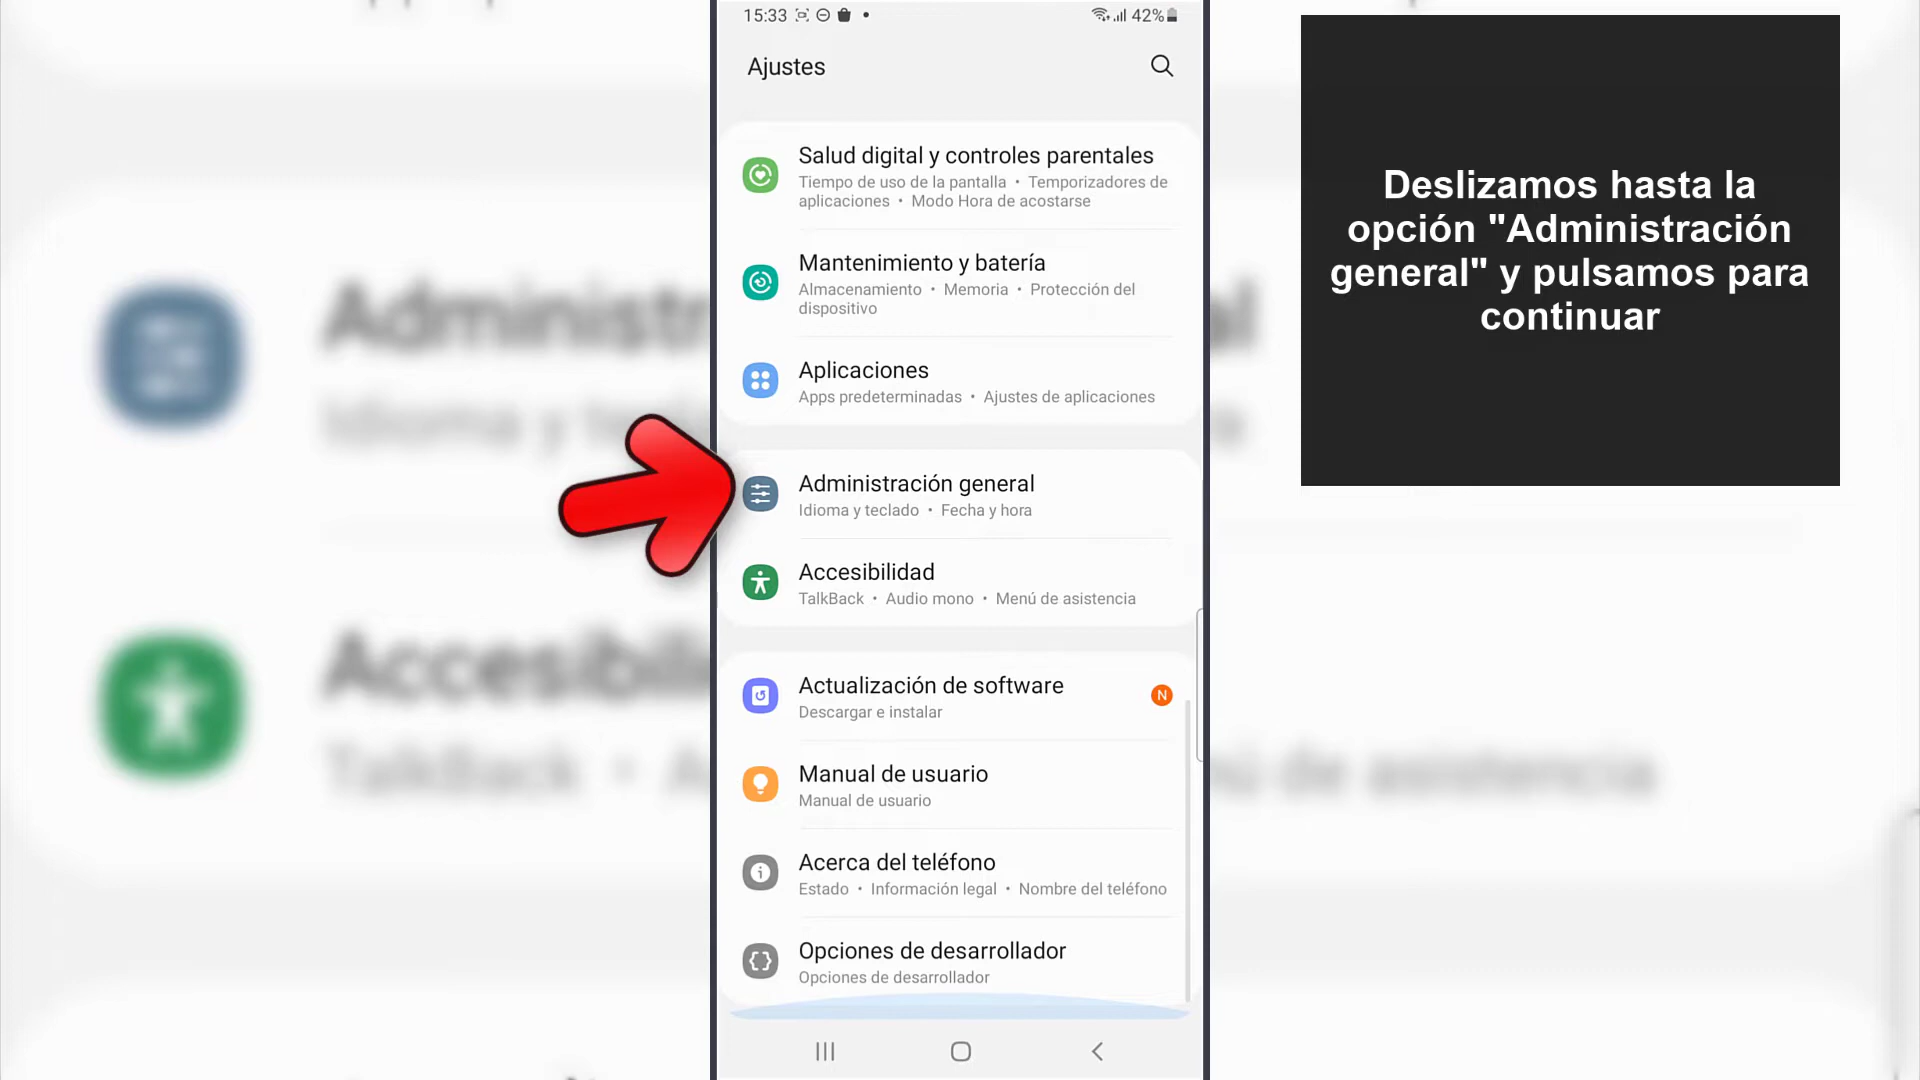 15:33
42%
Ajustes
Salud digital y controles parentales
Tiempo de uso de la pantalla • Temporizadores de
aplicaciones • Modo Hora de acostarse
Mantenimiento y batería
Almacenamiento • Memoria • Protección del
dispositivo
Aplicaciones
Apps predeterminadas • Ajustes de aplicaciones
Administración general
Idioma y teclado • Fecha y hora
Accesibilidad
TalkBack • Audio mono • Menú de asistencia
Actualización de software
N
Descargar e instalar
Manual de usuario
Manual de usuario
Acerca del teléfono
Estado • Información legal • Nombre del teléfono
Opciones de desarrollador
Opciones de desarrollador
Deslizamos hasta la
opción "Administración
general" y pulsamos para
continuar